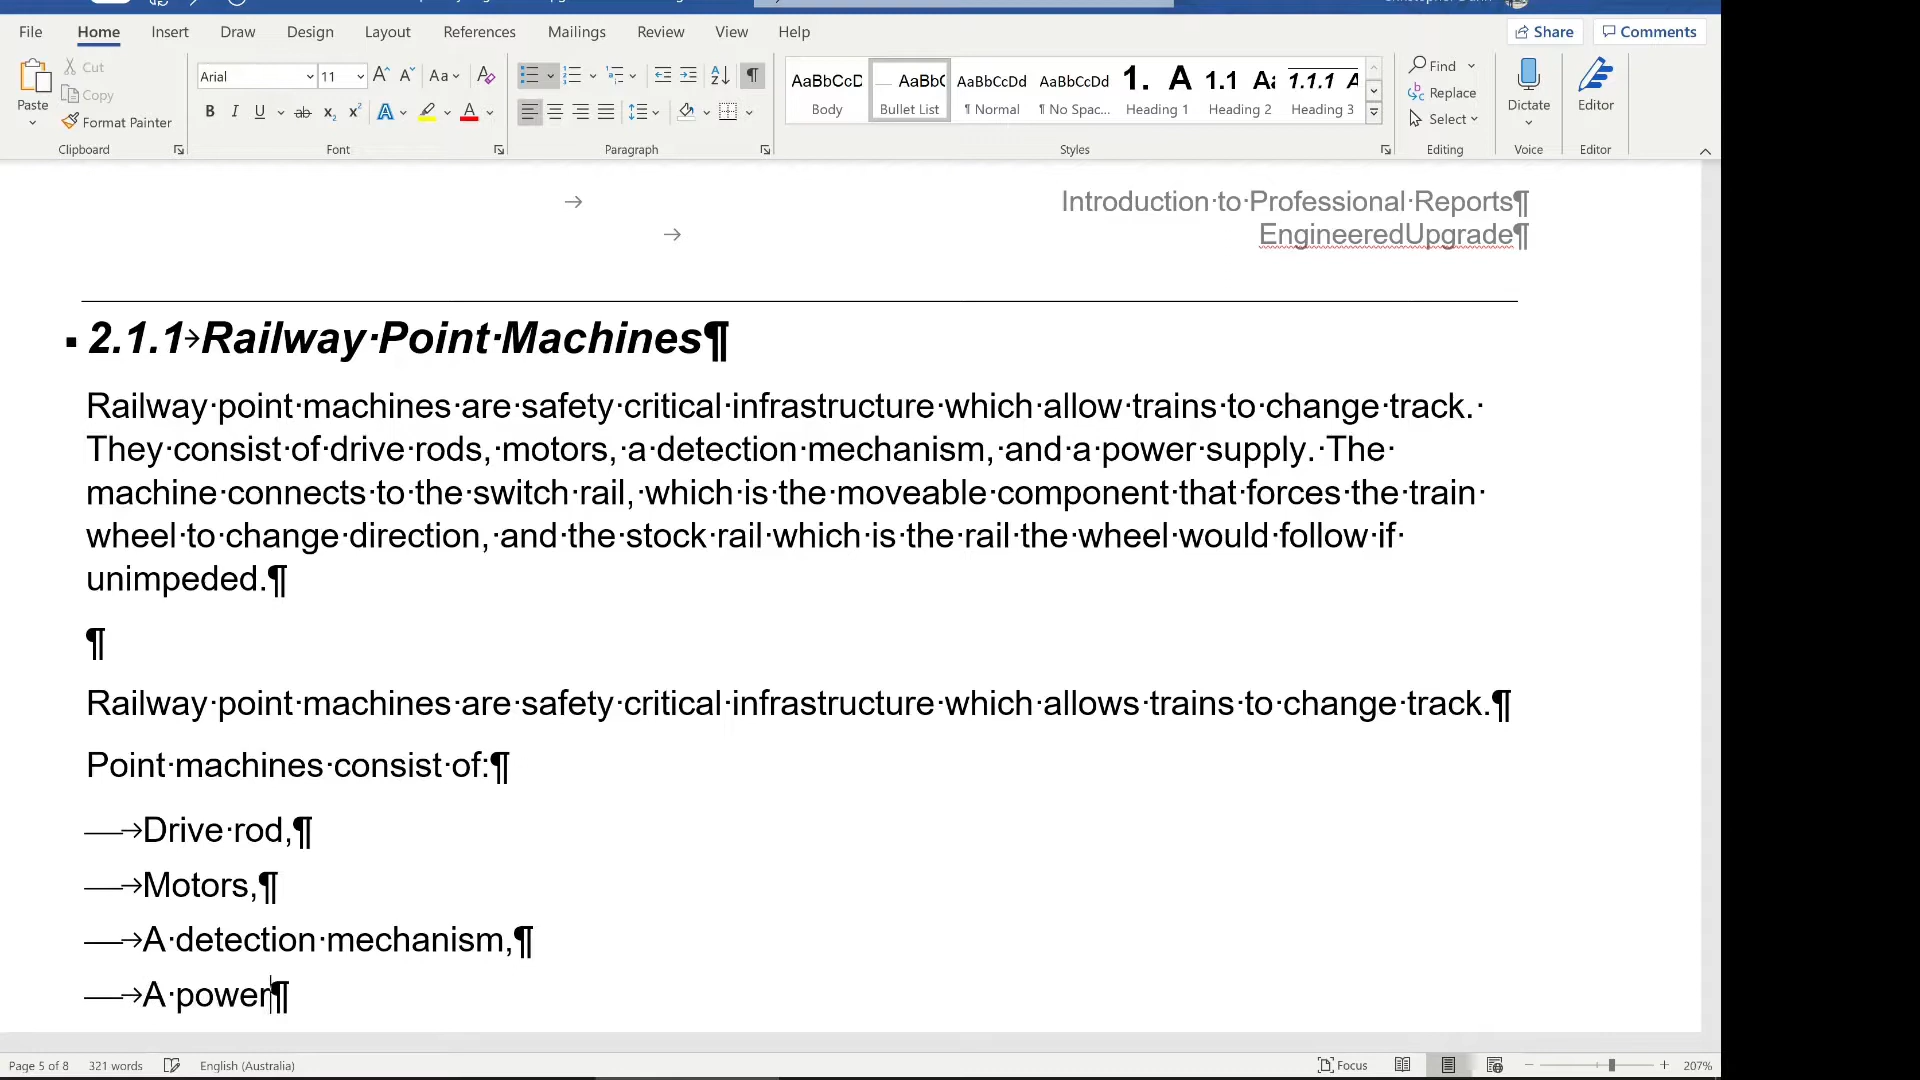 File Home Insert Draw Design Layout References Mailings Review View Help Share Comments
Paste
Cut
Copy
Format Painter
Clipboard
Arial 11
Font
Paragraph
AaBbCcD AaBbC AaBbCcDd AaBbCcDd 1. A 1.1 Aa 1.1.1 A
Body Bullet List ¶ Normal ¶ No Spac... Heading 1 Heading 2 Heading 3
Styles
Find
Replace
Select
Editing
Dictate
Voice
Editor
Editor
→ Introduction·to·Professional·Reports¶
→ EngineeredUpgrade¶
2.1.1→Railway·Point·Machines¶
Railway·point·machines·are·safety·critical·infrastructure·which·allow·trains·to·change·track.·
They·consist·of·drive·rods,·motors,·a·detection·mechanism,·and·a·power·supply.·The·
machine·connects·to·the·switch·rail,·which·is·the·moveable·component·that·forces·the·train·
wheel·to·change·direction,·and·the·stock·rail·which·is·the·rail·the·wheel·would·follow·if·
unimpeded.¶
¶
Railway·point·machines·are·safety·critical·infrastructure·which·allows·trains·to·change·track.¶
Point·machines·consist·of:¶
—→Drive·rod,¶
—→Motors,¶
—→A·detection·mechanism,¶
—→A·power¶
Page 5 of 8 321 words English (Australia) Focus 207%